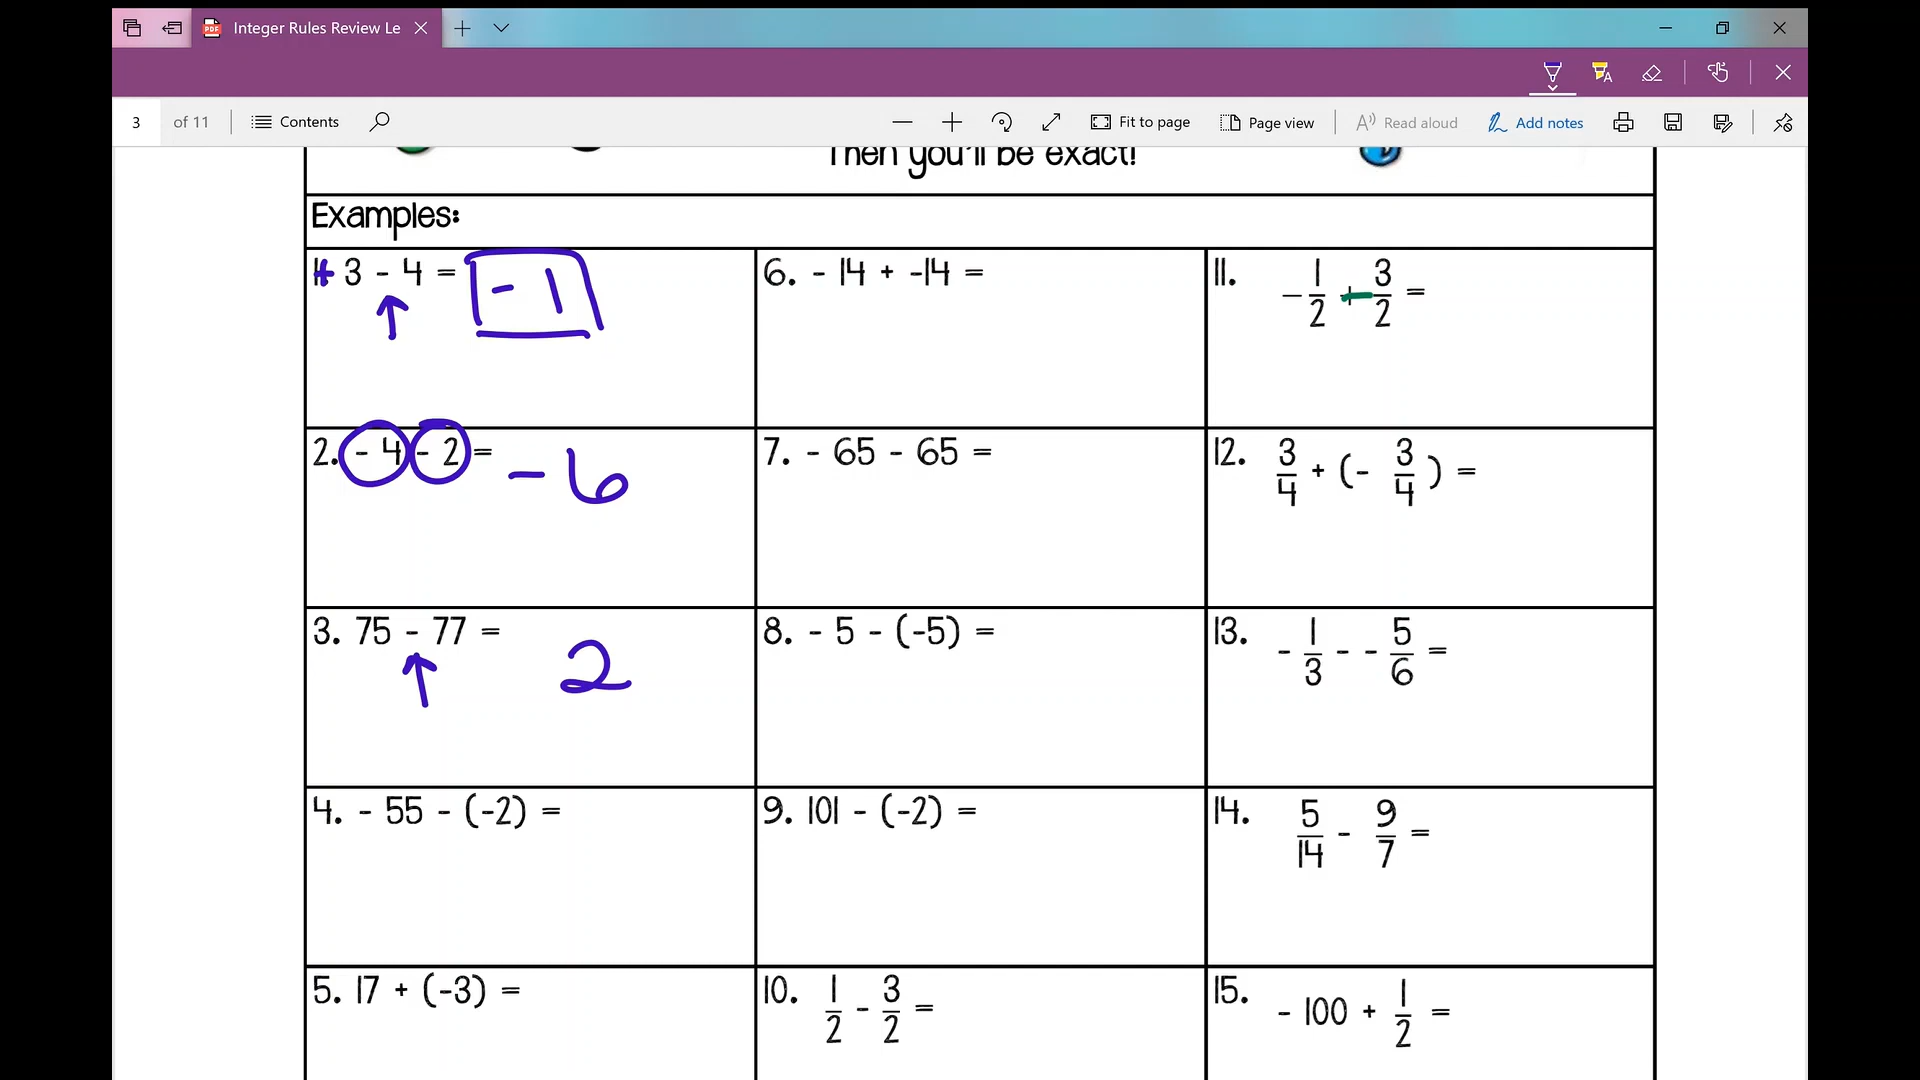 Integer Rules Review Le
3 of 11 Contents Fit to page Page view Read aloud Add notes
Then you'll be exact!
Examples:
1. + 3 - 4 = - 1
2. - 4 - 2 = - 6
3. 75 - 77 = 2
4. - 55 - (-2) =
5. 17 + (-3) =
6. - 14 + -14 =
7. - 65 - 65 =
8. - 5 - (-5) =
9. 101 - (-2) =
10. 1/2 - 3/2 =
11. - 1/2 + 3/2 =
12. 3/4 + (- 3/4) =
13. - 1/3 - - 5/6 =
14. 5/14 - 9/7 =
15. - 100 + 1/2 =